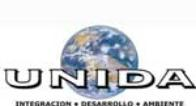 UNIDA
INTEGRACION • DESARROLLO • AMBIENTE